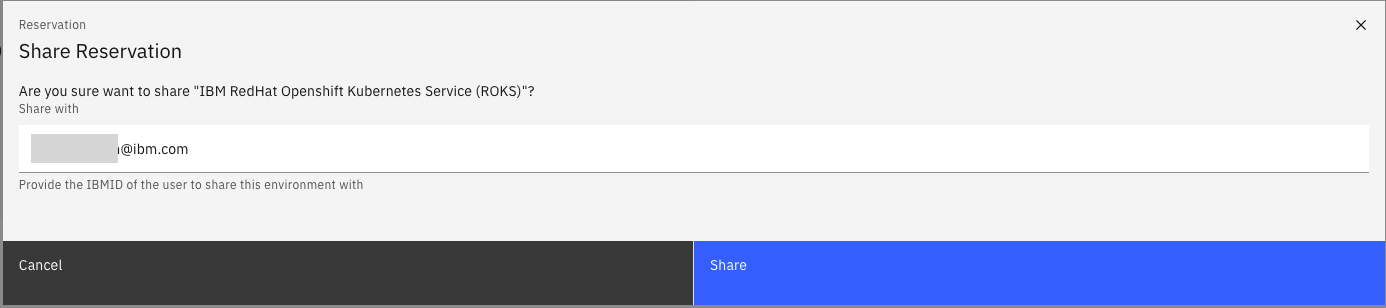 Reservation
Share Reservation
Are you sure want to share "IBM RedHat Openshift Kubernetes Service (ROKS)"?
Share with
@ibm.com
Provide the IBMID of the user to share this environment with
Cancel
Share